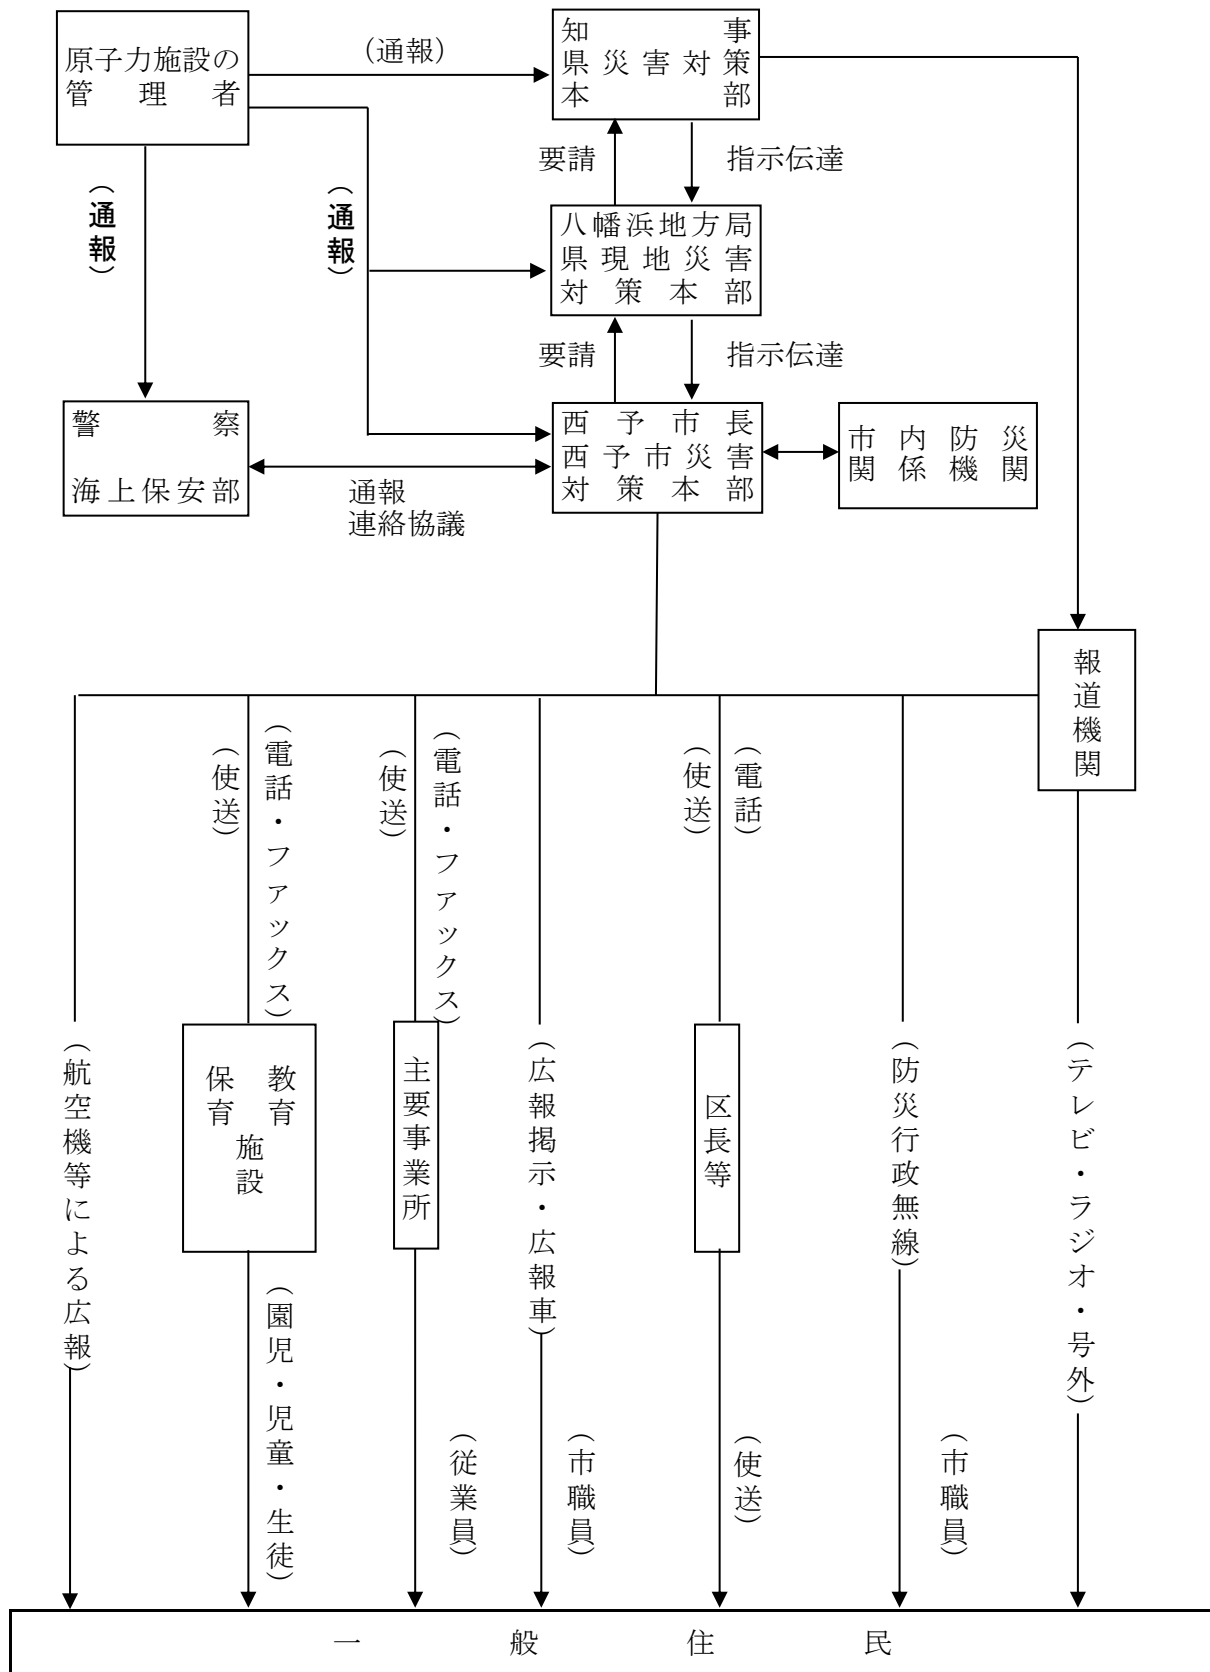 原子力施設の
管理者
(通報)
知事
県災害対策
本部
要請
指示伝達
(通報)
(通報)
八幡浜地方局
県現地災害
対策本部
要請
指示伝達
警察
海上保安部
通報
連絡協議
西予市長
西予市災害
対策本部
市内防災
関係機関
報道機関
(使送)
(電話・ファックス)
(使送)
(電話・ファックス)
(使送)
(電話)
(航空機等による広報)
教育
保育
施設
主要事業所
(広報掲示・広報車)
区長等
(防災行政無線)
(テレビ・ラジオ・号外)
(園児・児童・生徒)
(従業員)
(市職員)
(使送)
(市職員)
一般住民